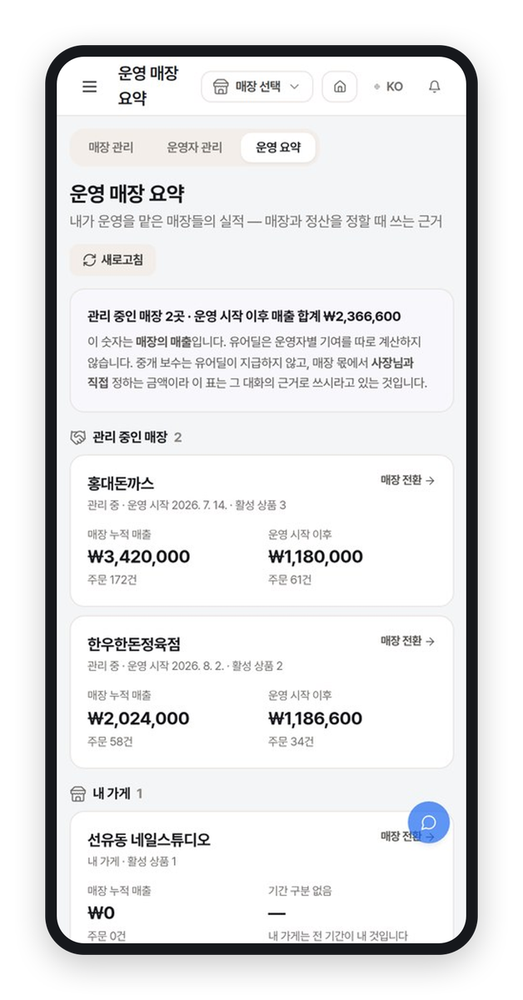 운영 매장
요약
매장 선택
KO
매장 관리
운영자 관리
운영 요약
운영 매장 요약
내가 운영을 맡은 매장들의 실적 — 매장과 정산을 정할 때 쓰는 근거
새로고침
관리 중인 매장 2곳 · 운영 시작 이후 매출 합계 ₩2,366,600
이 숫자는 매장의 매출입니다. 유어딜은 운영자별 기여를 따로 계산하지
않습니다. 중개 보수는 유어딜이 지급하지 않고, 매장 몫에서 사장님과
직접 정하는 금액이라 이 표는 그 대화의 근거로 쓰시라고 있는 것입니다.
관리 중인 매장 2
홍대돈까스
매장 전환 →
관리 중 · 운영 시작 2026. 7. 14. · 활성 상품 3
매장 누적 매출
운영 시작 이후
₩3,420,000
₩1,180,000
주문 172건
주문 61건
한우한돈정육점
매장 전환 →
관리 중 · 운영 시작 2026. 8. 2. · 활성 상품 2
매장 누적 매출
운영 시작 이후
₩2,024,000
₩1,186,600
주문 58건
주문 34건
내 가게 1
선유동 네일스튜디오
매장 전환 →
내 가게 · 활성 상품 1
매장 누적 매출
기간 구분 없음
₩0
—
주문 0건
내 가게는 전 기간이 내 것입니다